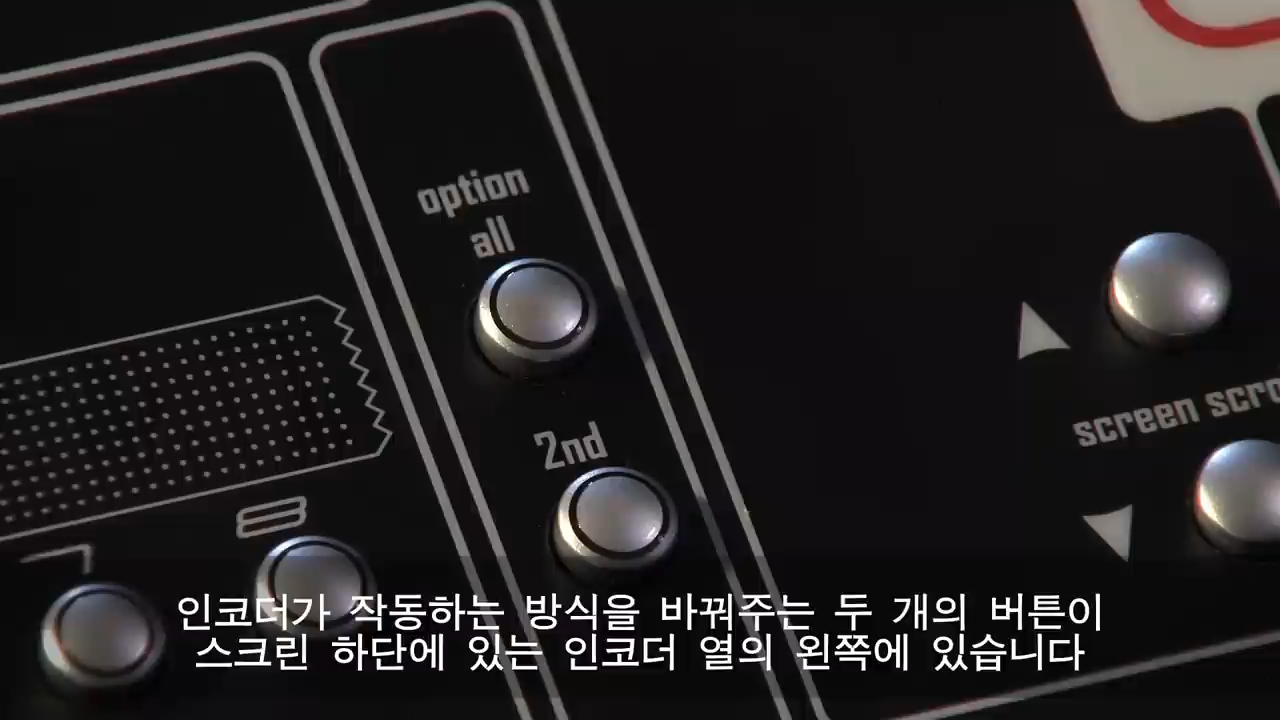 option
all
2nd
screen
7
8
인코더가 작동하는 방식을 바꿔주는 두 개의 버튼이
스크린 하단에 있는 인코더 열의 왼쪽에 있습니다